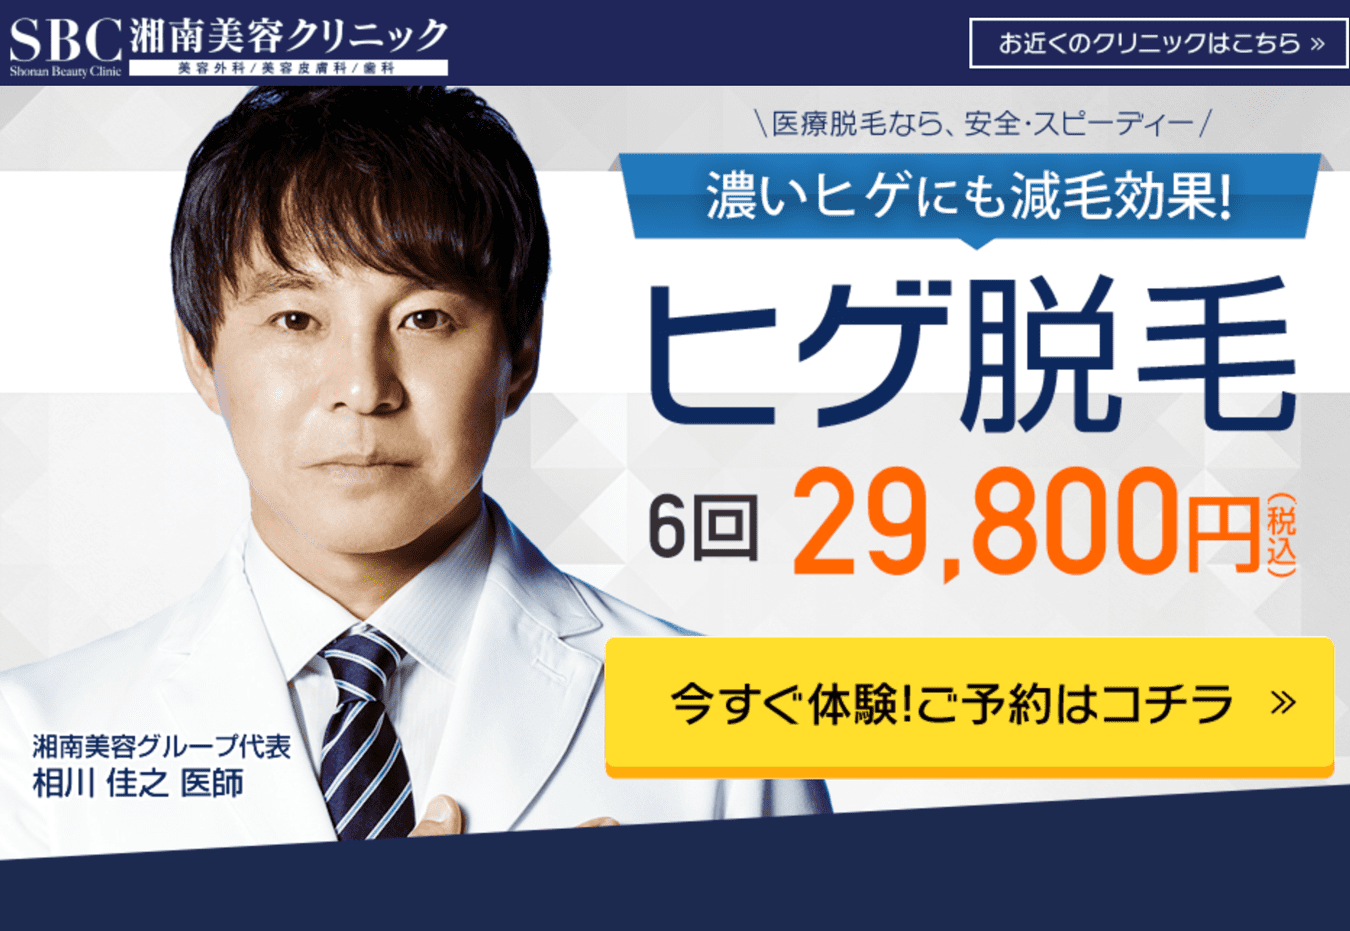 SBC 湘南美容クリニック
Shonan Beauty Clinic
美容外科/美容皮膚科/歯科
お近くのクリニックはこちら »
\医療脱毛なら、安全・スピーディー/
濃いヒゲにも減毛効果!
ヒゲ脱毛
6回 29,800円(税込)
今すぐ体験!ご予約はコチラ »
湘南美容グループ代表
相川 佳之 医師